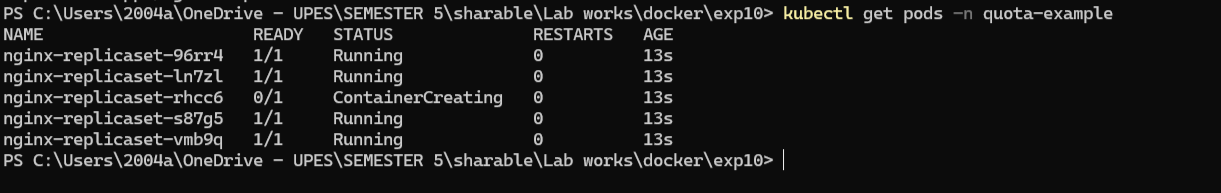 PS C:\Users\2004a\OneDrive - UPES\SEMESTER 5\sharable\Lab works\docker\exp10> kubectl get pods -n quota-example
NAME READY STATUS RESTARTS AGE
nginx-replicaset-96rr4 1/1 Running 0 13s
nginx-replicaset-ln7zl 1/1 Running 0 13s
nginx-replicaset-rhcc6 0/1 ContainerCreating 0 13s
nginx-replicaset-s87g5 1/1 Running 0 13s
nginx-replicaset-vmb9q 1/1 Running 0 13s
PS C:\Users\2004a\OneDrive - UPES\SEMESTER 5\sharable\Lab works\docker\exp10>